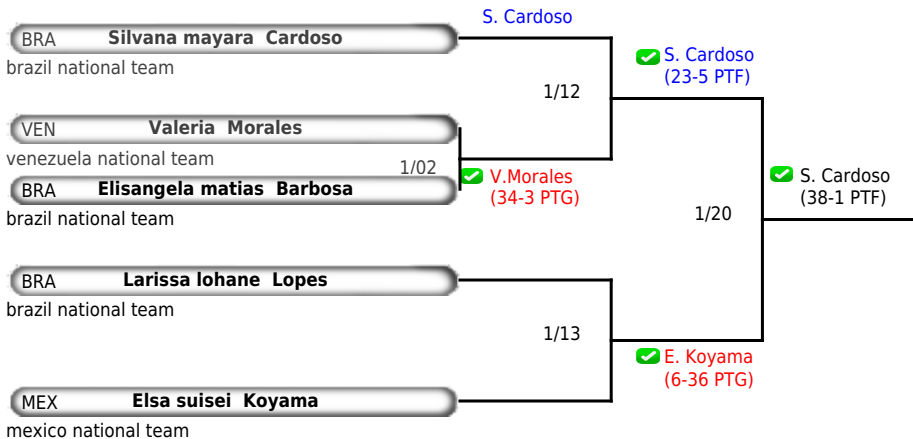 S. Cardoso
BRA Silvana mayara Cardoso
brazil national team
S. Cardoso
(23-5 PTF)
1/12
VEN Valeria Morales
venezuela national team
1/02
V.Morales
(34-3 PTG)
BRA Elisangela matias Barbosa
brazil national team
S. Cardoso
(38-1 PTF)
1/20
BRA Larissa lohane Lopes
brazil national team
1/13
E. Koyama
(6-36 PTG)
MEX Elsa suisei Koyama
mexico national team